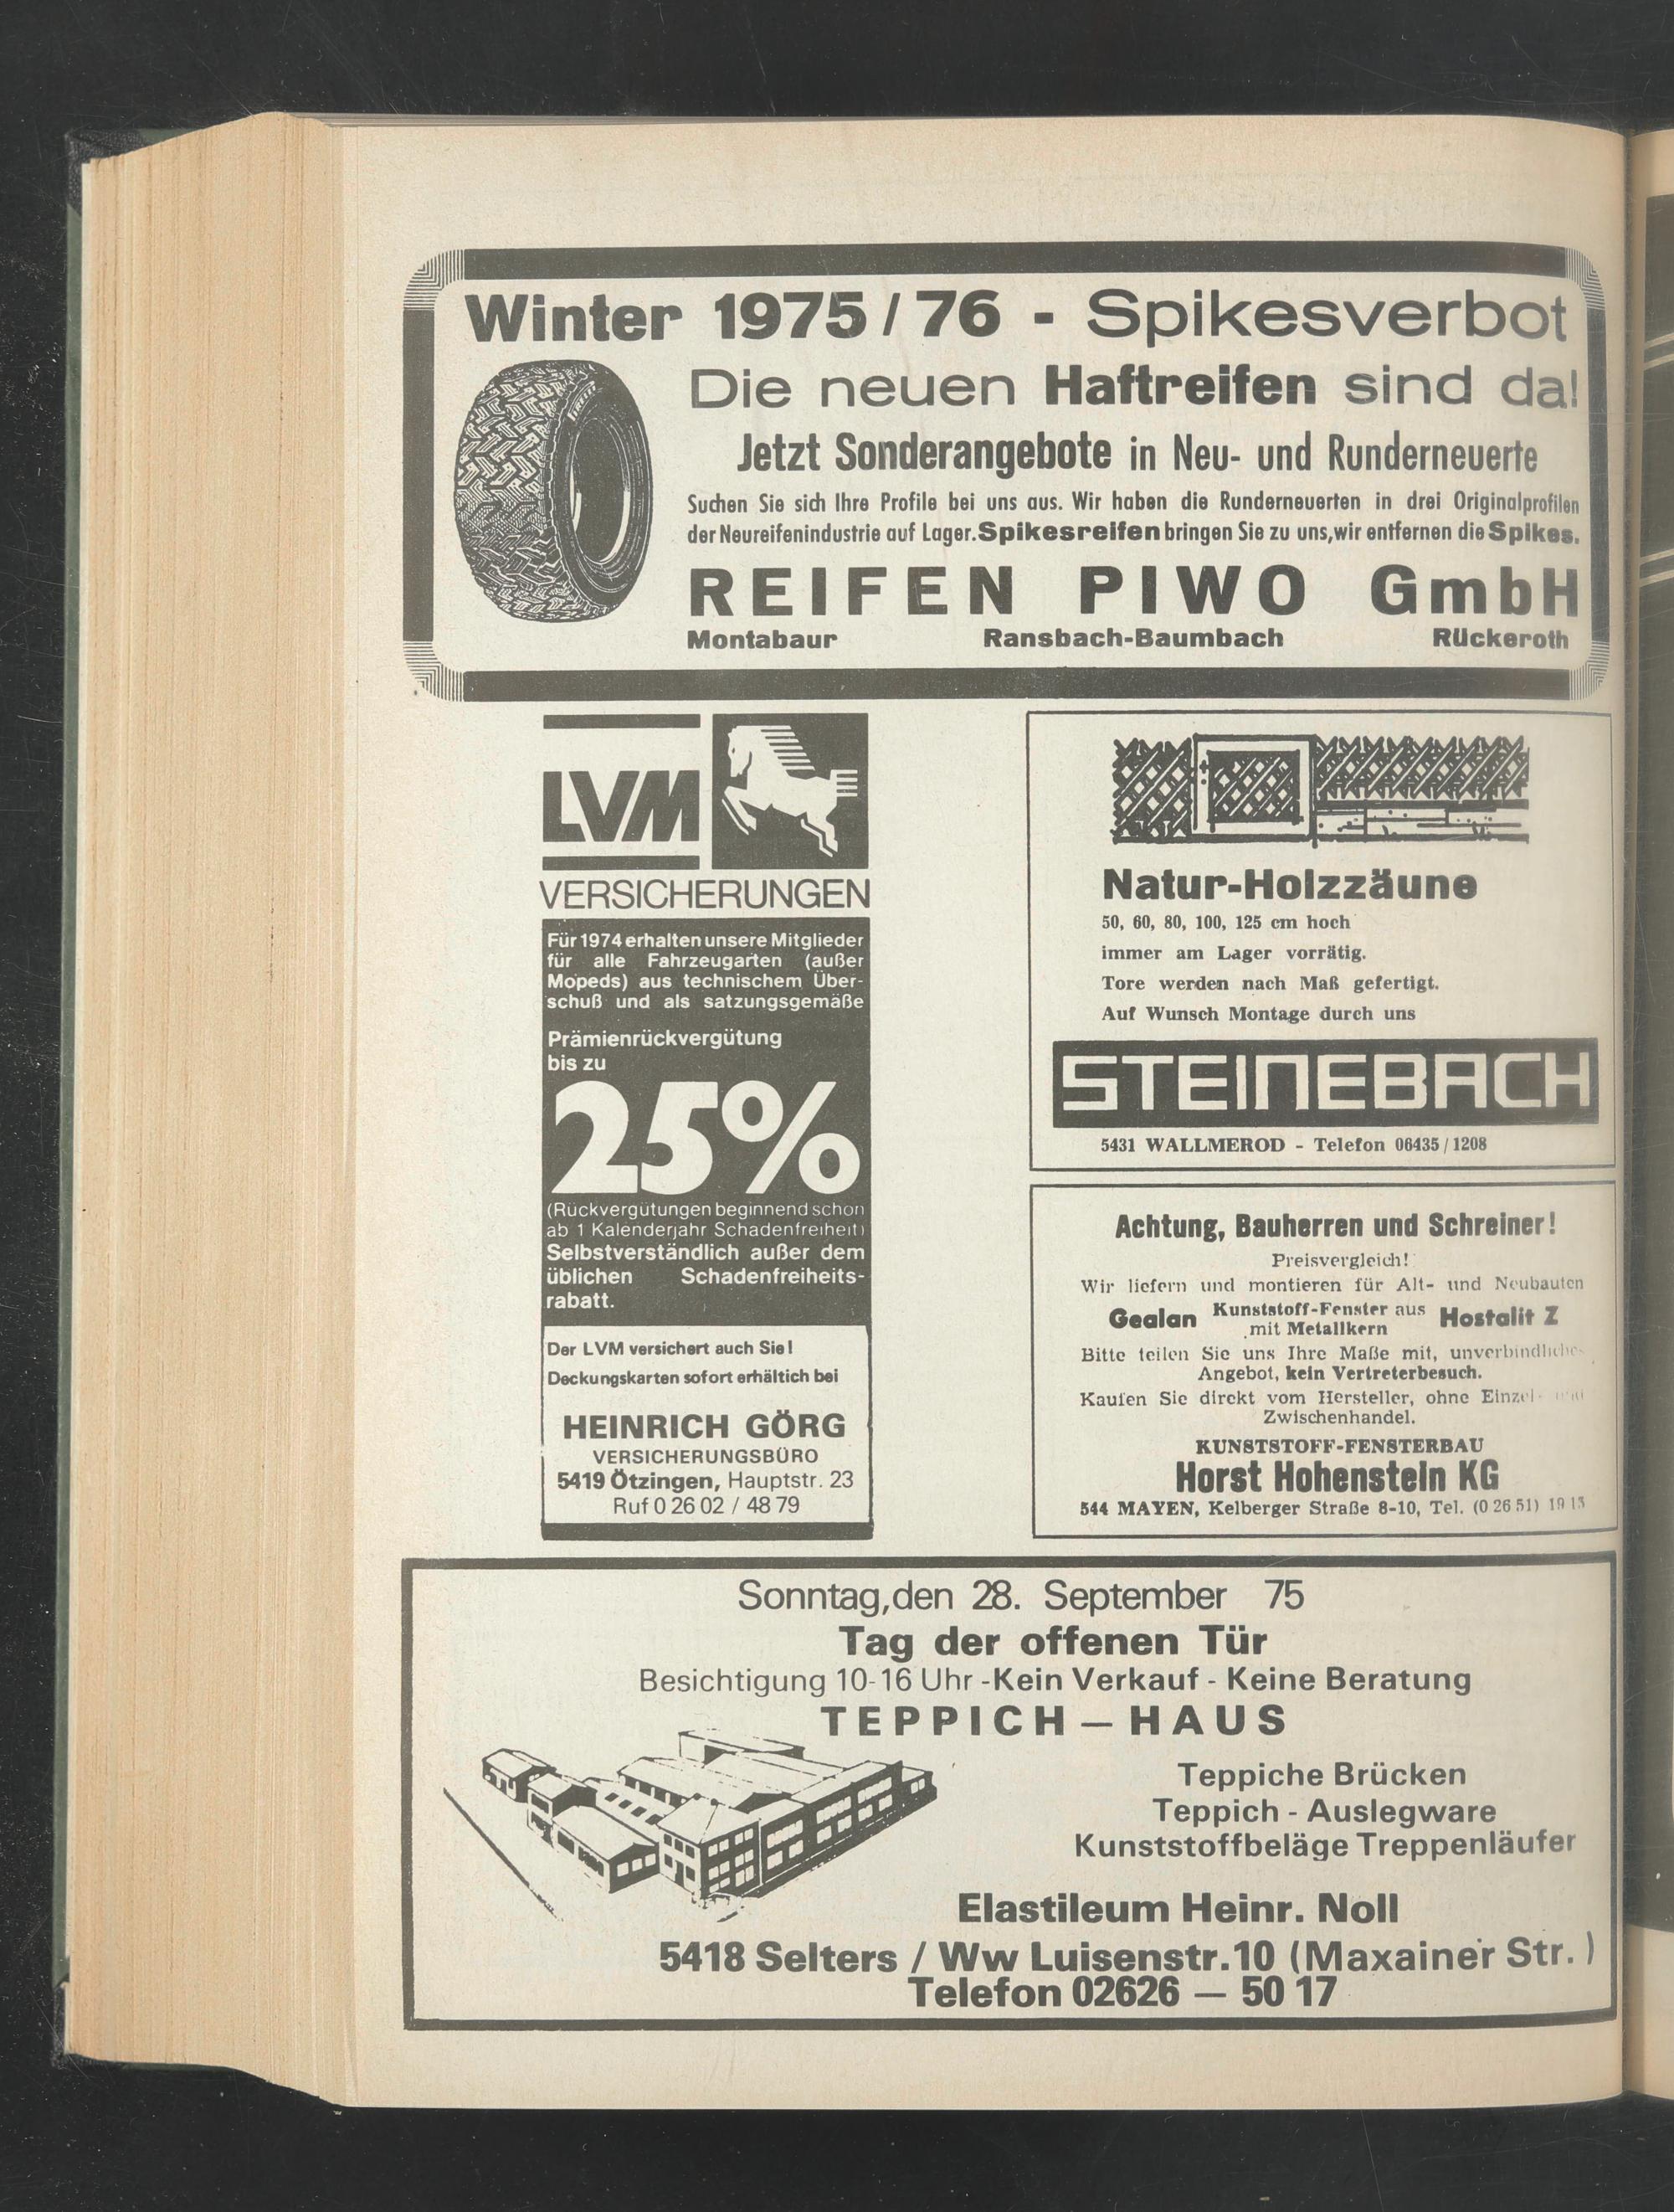 Winter 1975/76 - Spikesverbot
Die neuen Haftreifen sind da!
Jetzt Sonderangebote in Neu- und Runderneuerte
Suchen Sie sich Ihre Profile bei uns aus. Wir haben die Runderneuerten in drei Originalprofilen
der Neureifenindustrie auf Lager. Spikesreifen bringen Sie zu uns, wir entfernen die Spikes.
REIFEN PIWO GmbH
Montabaur Ransbach-Baumbach Rückeroth
LVM
VERSICHERUNGEN
Für 1974 erhalten unsere Mitglieder
für alle Fahrzeugarten (außer
Mopeds) aus technischem Über-
schuß und als satzungsgemäße
Prämienrückvergütung
bis zu
25%
(Rückvergütungen beginnend schon
ab 1 Kalenderjahr Schadenfreiheit)
Selbstverständlich außer dem
üblichen Schadenfreiheits-
rabatt.
Der LVM versichert auch Sie!
Deckungskarten sofort erhältich bei
HEINRICH GÖRG
VERSICHERUNGSBÜRO
5419 Ötzingen, Hauptstr. 23
Ruf 0 26 02 / 48 79
Natur-Holzzäune
50, 60, 80, 100, 125 cm hoch
immer am Lager vorrätig.
Tore werden nach Maß gefertigt.
Auf Wunsch Montage durch uns
STEINEBACH
5431 WALLMEROD - Telefon 06435/1208
Achtung, Bauherren und Schreiner!
Preisvergleich!
Wir liefern und montieren für Alt- und Neubauten
Gealan Kunststoff-Fenster aus Hostalit Z
mit Metallkern
Bitte teilen Sie uns Ihre Maße mit, unverbindliches
Angebot, kein Vertreterbesuch.
Kaufen Sie direkt vom Hersteller, ohne Einzel- und
Zwischenhandel.
KUNSTSTOFF-FENSTERBAU
Horst Hohenstein KG
544 MAYEN, Kelberger Straße 8-10, Tel. (0 26 51)
Sonntag, den 28. September 75
Tag der offenen Tür
Besichtigung 10-16 Uhr - Kein Verkauf - Keine Beratung
TEPPICH – HAUS
Teppiche Brücken
Teppich - Auslegware
Kunststoffbeläge Treppenläufer
Elastileum Heinr. Noll
5418 Selters / Ww Luisenstr. 10 (Maxainer Str. )
Telefon 02626 — 50 17